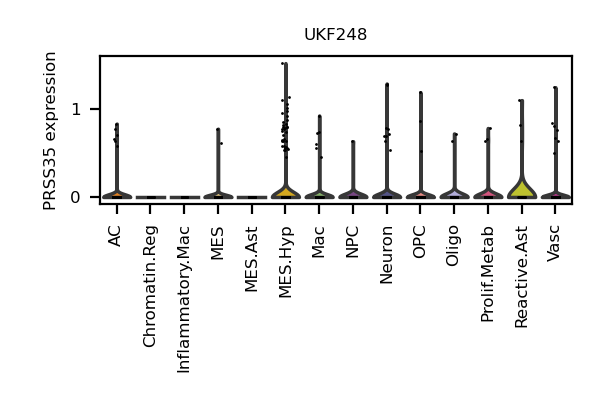 UKF248
PRSS35 expression
1
0
AC
Chromatin.Reg
Inflammatory.Mac
MES
MES.Ast
MES.Hyp
Mac
NPC
Neuron
OPC
Oligo
Prolif.Metab
Reactive.Ast
Vasc